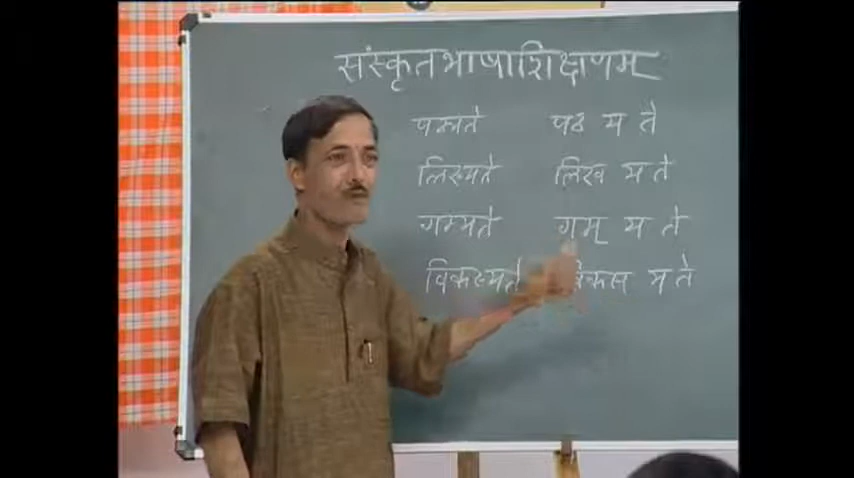 संस्कृतभाषाशिक्षणम्
पठ्यते पठ य ते
लिख्यते लिख य ते
गम्यते गम् य ते
विकस्यते विकस य ते